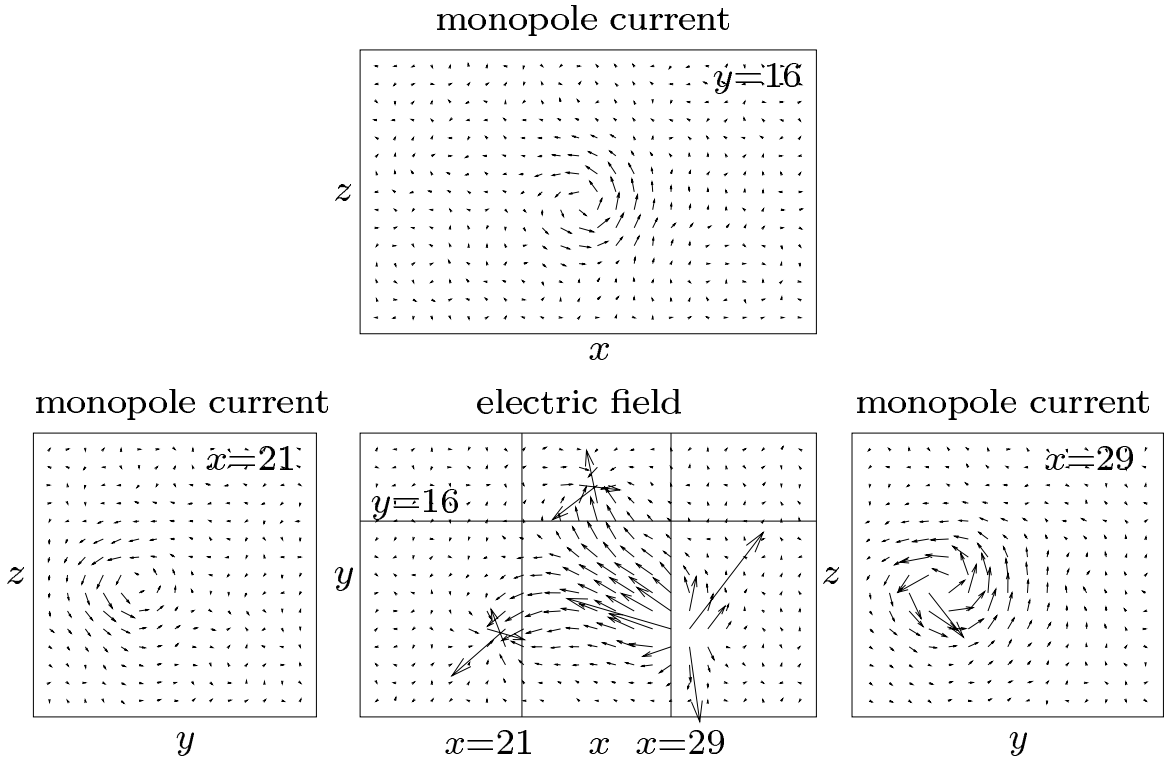 monopole current
y=16
z
x
monopole current
electric field
monopole current
x=21
y=16
x=29
z
y
z
y
x=21
x
x=29
y